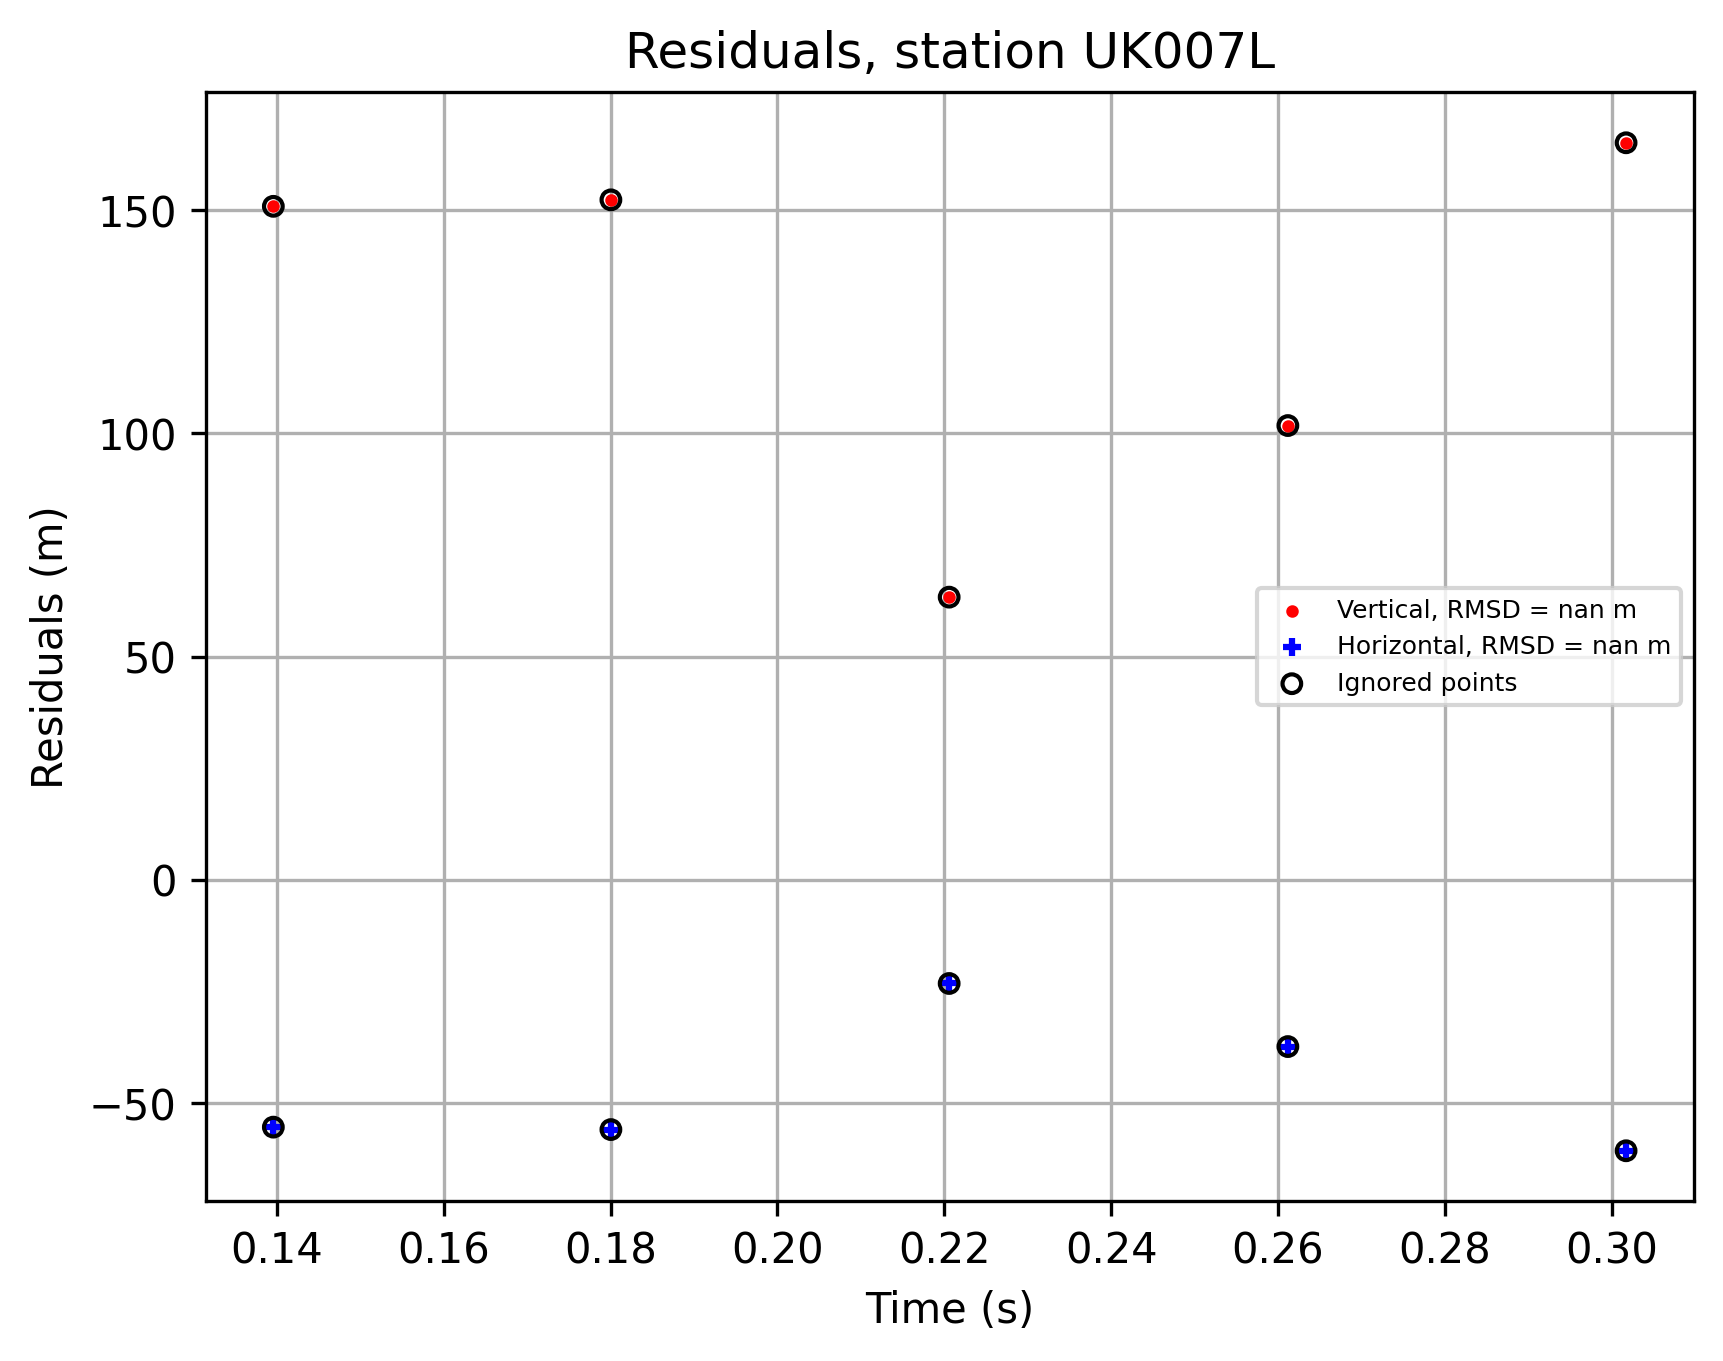 Residuals, station UK007L
150
100
50
0
−50
Residuals (m)
Vertical, RMSD = nan m
Horizontal, RMSD = nan m
Ignored points
0.14 0.16 0.18 0.20 0.22 0.24 0.26 0.28 0.30
Time (s)